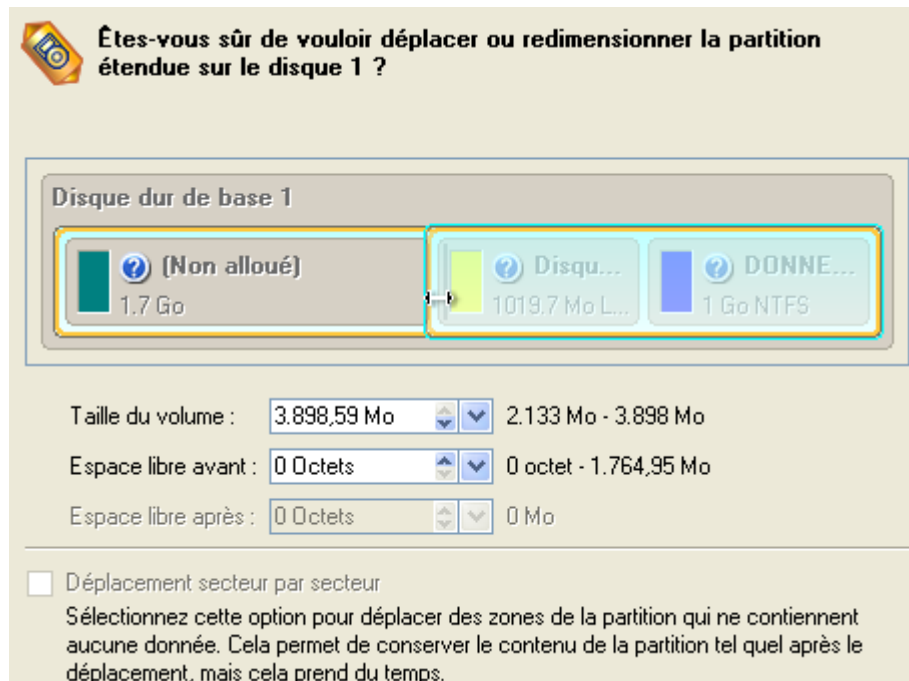 Êtes-vous sûr de vouloir déplacer ou redimensionner la partition
étendue sur le disque 1 ?
Disque dur de base 1
(Non alloué)
1.7 Go
Disqu...
1019.7 Mo L...
DONNE...
1 Go NTFS
Taille du volume : 3.898,59 Mo 2.133 Mo - 3.898 Mo
Espace libre avant : 0 Octets 0 octet - 1.764,95 Mo
Espace libre après : 0 Octets 0 Mo
Déplacement secteur par secteur
Sélectionnez cette option pour déplacer des zones de la partition qui ne contiennent
aucune donnée. Cela permet de conserver le contenu de la partition tel quel après le
déplacement, mais cela prend du temps.